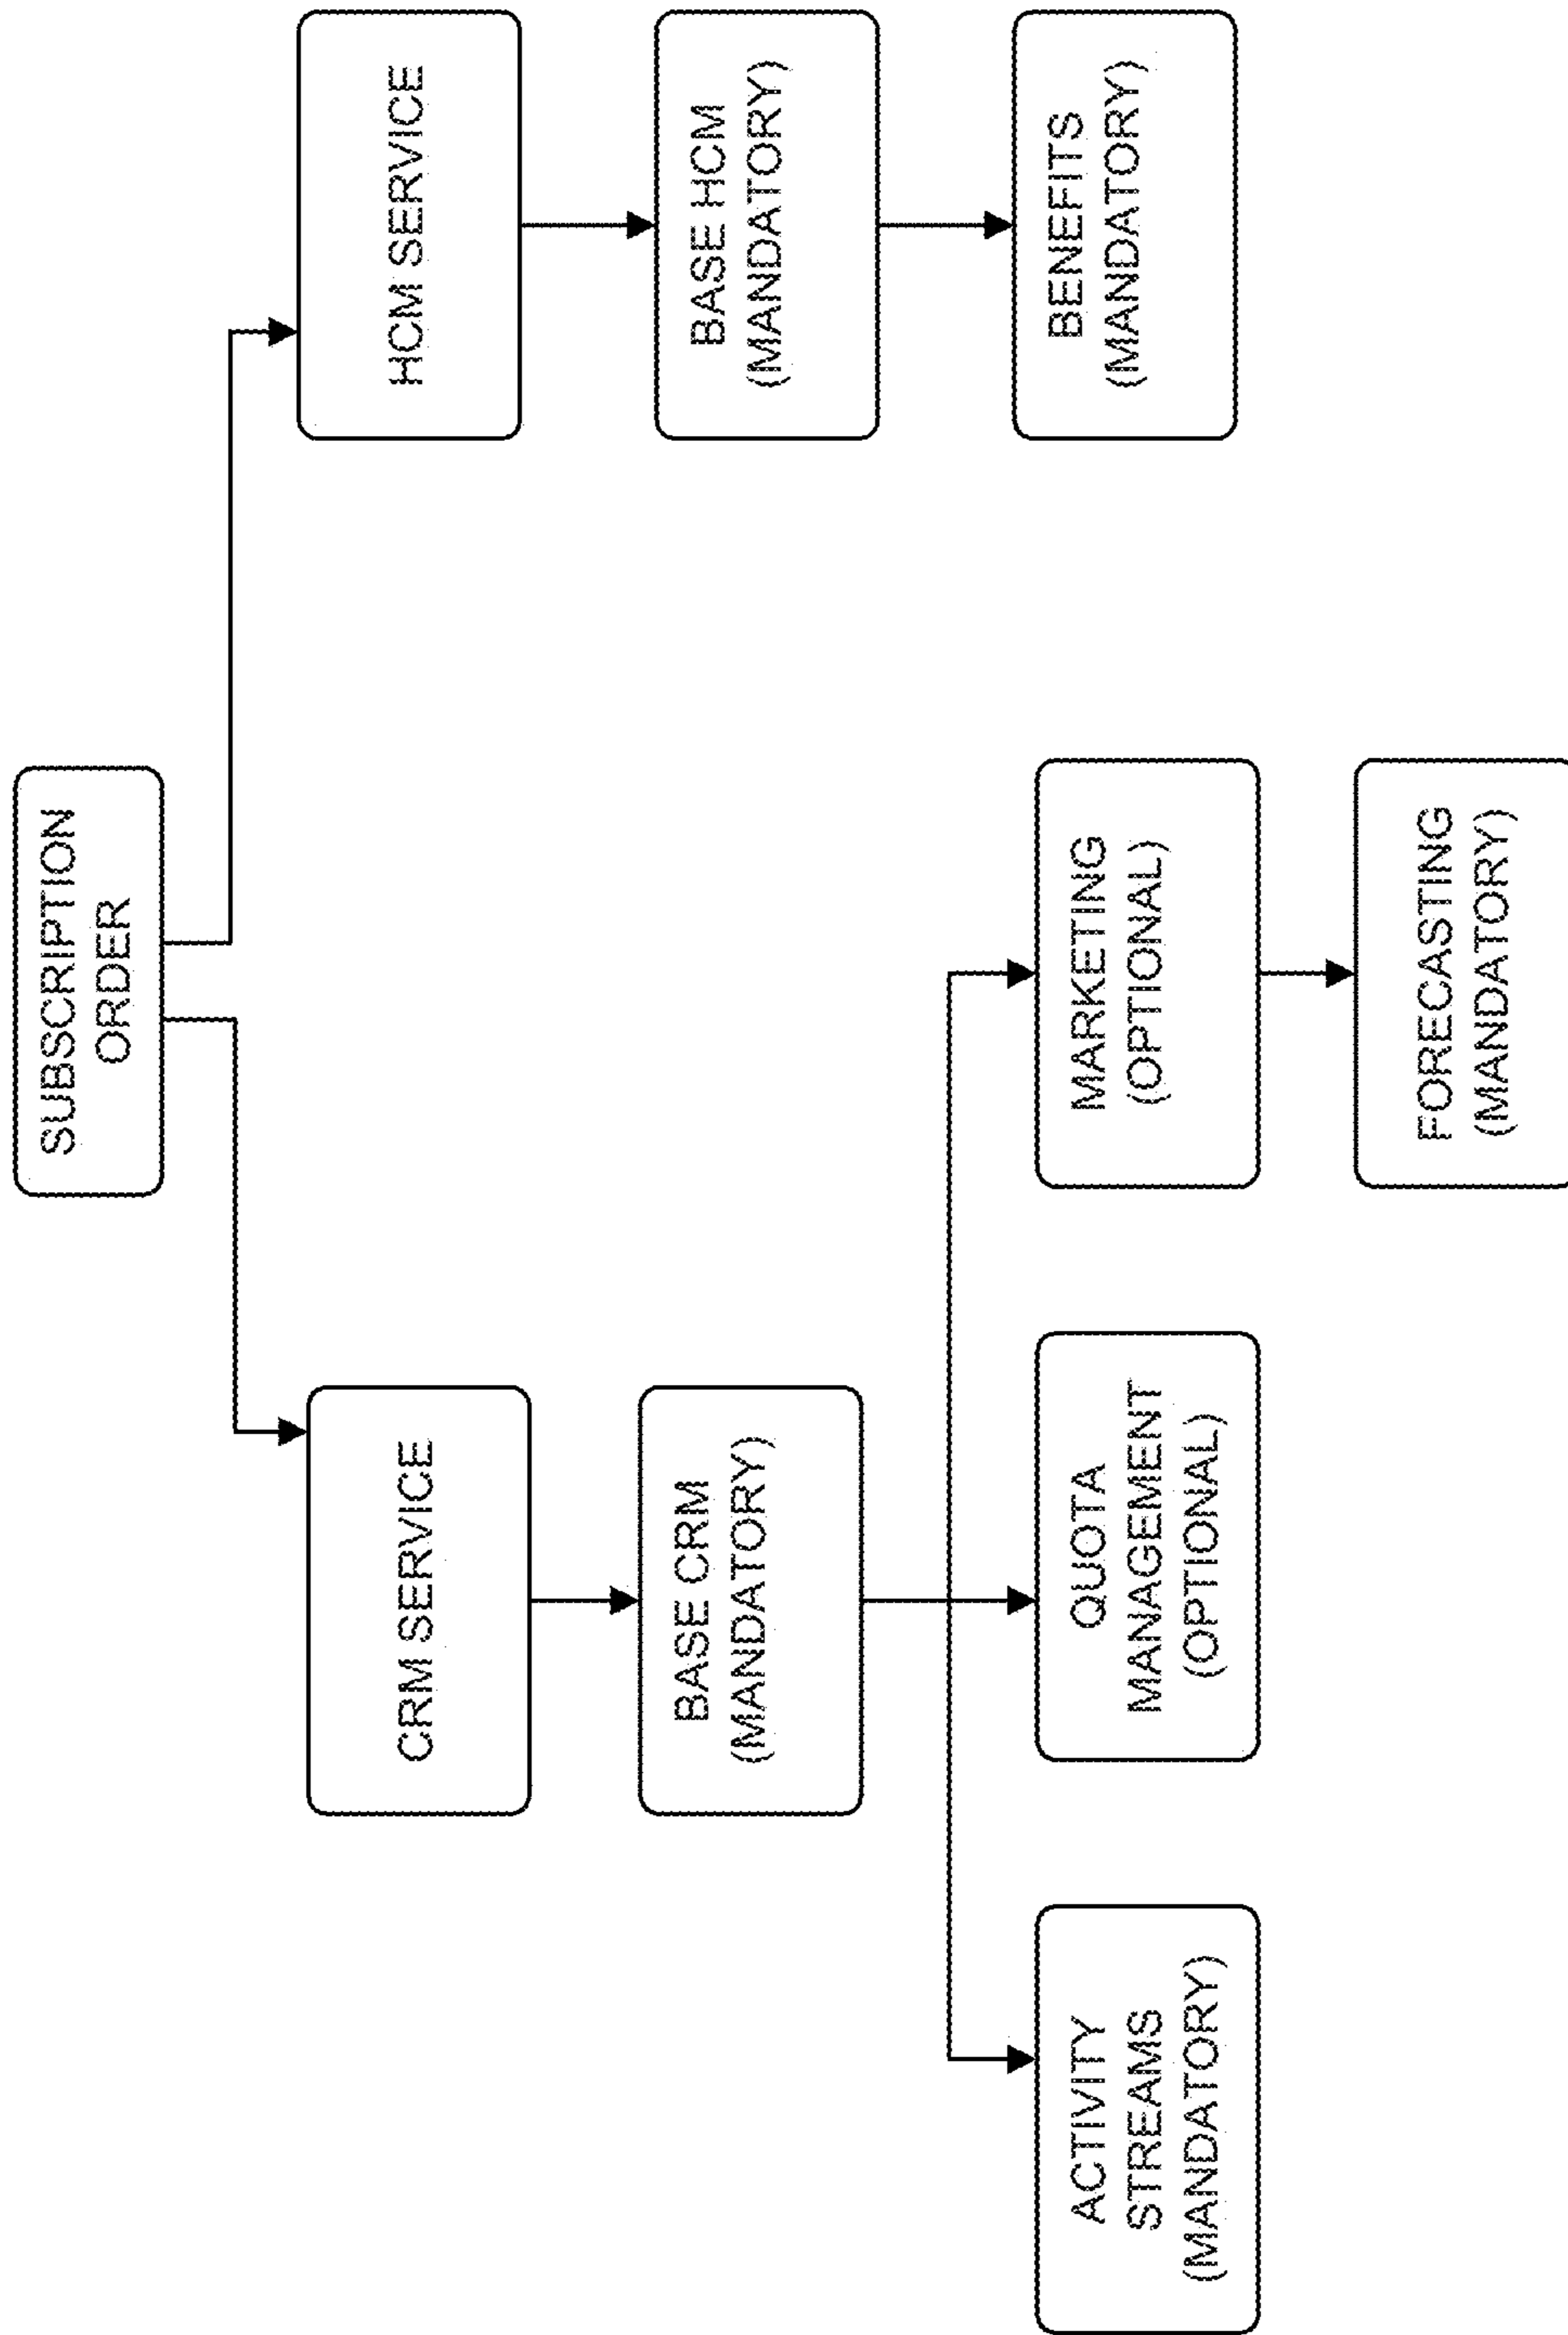 SUBSCRIPTION
ORDER
CRM SERVICE
HCM SERVICE
BASE CRM
(MANDATORY)
BASE HCM
(MANDATORY)
ACTIVITY
STREAMS
(MANDATORY)
QUOTA
MANAGEMENT
(OPTIONAL)
MARKETING
(OPTIONAL)
BENEFITS
(MANDATORY)
FORECASTING
(MANDATORY)